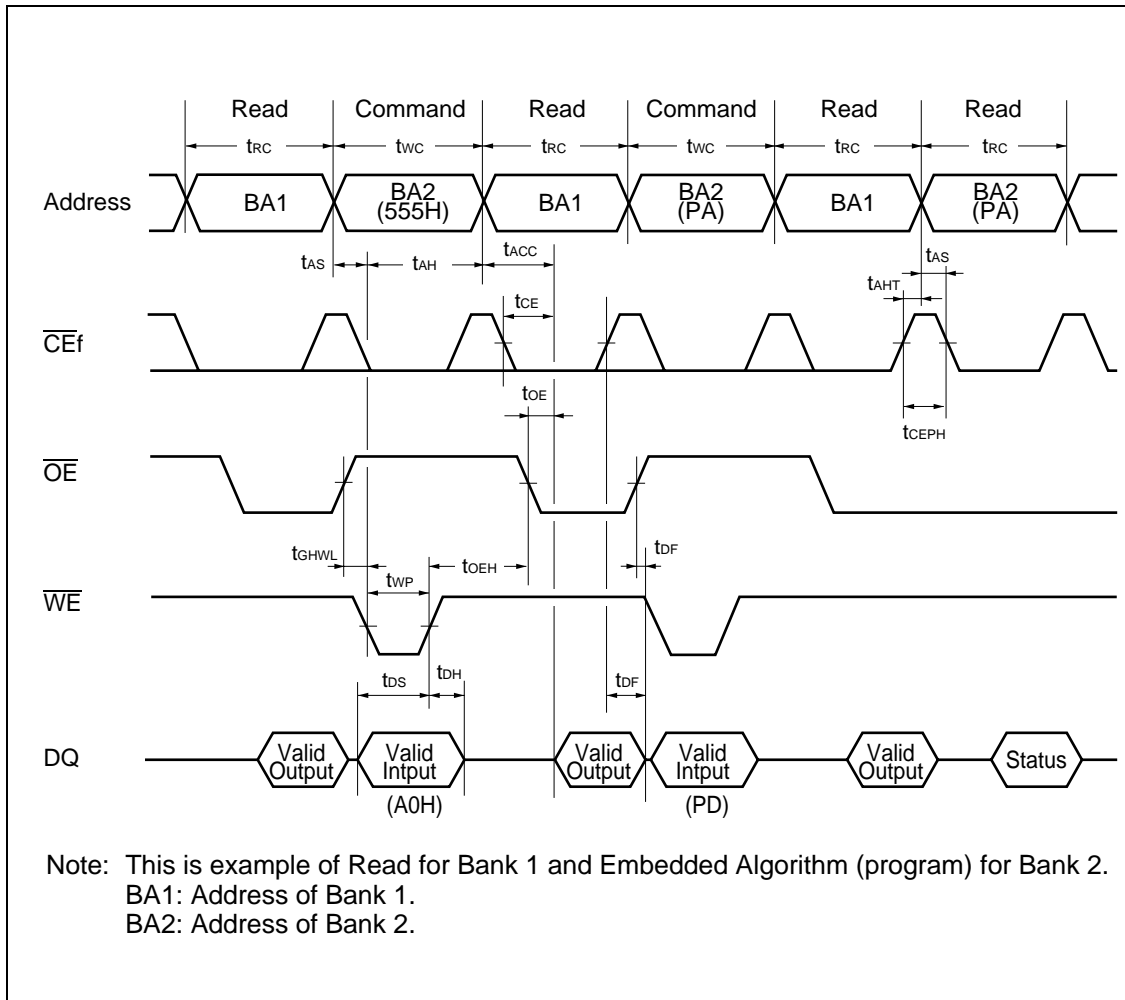 Read Command Read Command Read Read
tRC tWC tRC tWC tRC tRC
Address BA1 BA2 (555H) BA1 BA2 (PA) BA1 BA2 (PA)
tAS tAH tACC tAS
tAHT
tCE
CEf
tOE
tCEPH
OE
tGHWL tWP tOEH tDF
WE
tDS tDH tDF
DQ Valid Output Valid Intput Valid Output Valid Intput Valid Output Status
(A0H) (PD)
Note: This is example of Read for Bank 1 and Embedded Algorithm (program) for Bank 2.
BA1: Address of Bank 1.
BA2: Address of Bank 2.